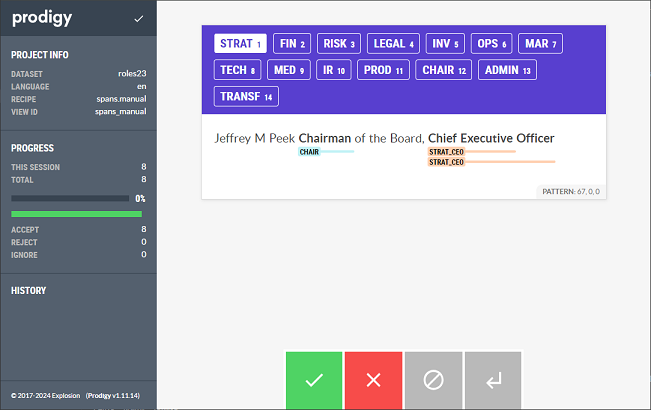 prodigy
PROJECT INFO
DATASET roles23
LANGUAGE en
RECIPE spans.manual
VIEW ID spans_manual
PROGRESS
THIS SESSION 8
TOTAL 8
0%
ACCEPT 8
REJECT 0
IGNORE 0
HISTORY
© 2017-2024 Explosion (Prodigy v1.11.14)
STRAT 1 FIN 2 RISK 3 LEGAL 4 INV 5 OPS 6 MAR 7
TECH 8 MED 9 IR 10 PROD 11 CHAIR 12 ADMIN 13
TRANSF 14
Jeffrey M Peek Chairman of the Board, Chief Executive Officer
CHAIR STRAT_CEO
STRAT_CEO
PATTERN: 67, 0, 0